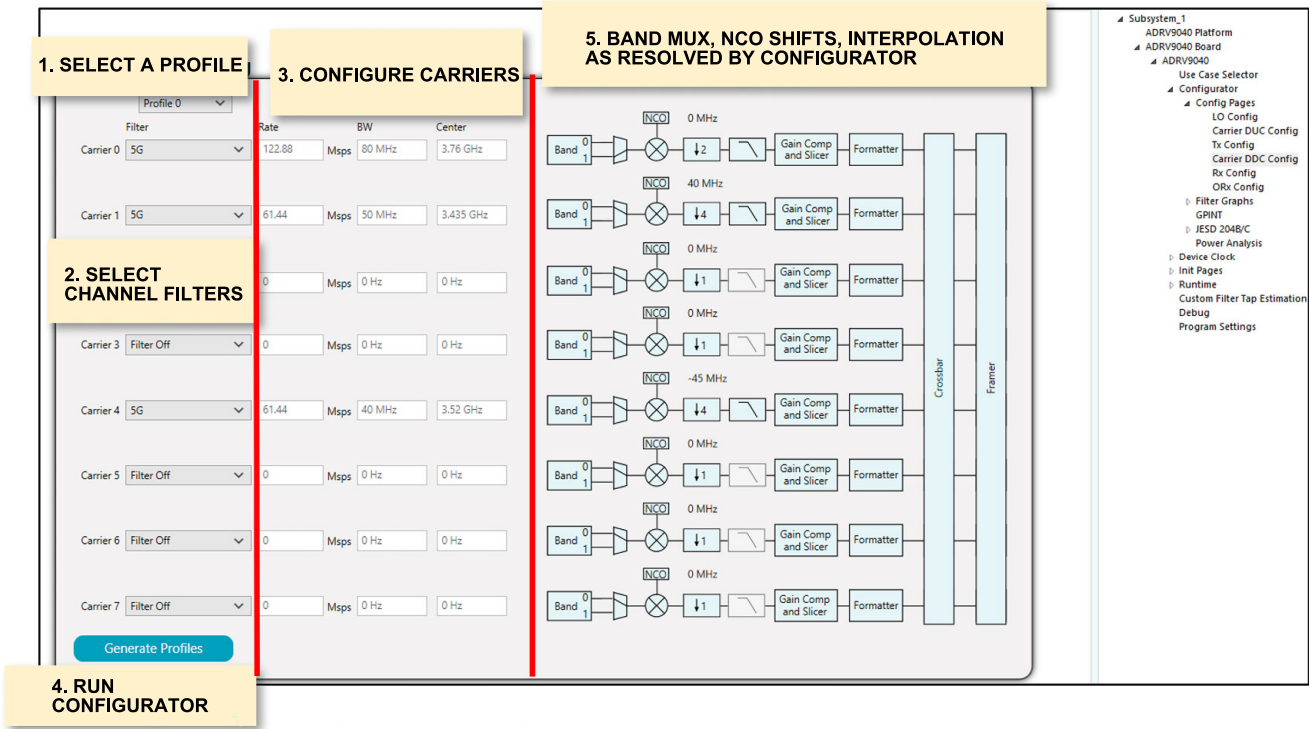 1. SELECT A PROFILE
3. CONFIGURE CARRIERS
5. BAND MUX, NCO SHIFTS, INTERPOLATION
AS RESOLVED BY CONFIGURATOR
Profile 0
Filter Rate BW Center
Carrier 0 5G 122.88 Msps 80 MHz 3.76 GHz
NCO 0 MHz
Band 0 1 ↓2 Gain Comp and Slicer Formatter
Carrier 1 5G 61.44 Msps 50 MHz 3.435 GHz
NCO 40 MHz
Band 0 1 ↓4 Gain Comp and Slicer Formatter
2. SELECT
CHANNEL FILTERS
0 Msps 0 Hz 0 Hz
NCO 0 MHz
Band 0 1 ↓1 Gain Comp and Slicer Formatter
Carrier 3 Filter Off 0 Msps 0 Hz 0 Hz
NCO 0 MHz
Band 0 1 ↓1 Gain Comp and Slicer Formatter
Carrier 4 5G 61.44 Msps 40 MHz 3.52 GHz
NCO -45 MHz
Band 0 1 ↓4 Gain Comp and Slicer Formatter
Carrier 5 Filter Off 0 Msps 0 Hz 0 Hz
NCO 0 MHz
Band 0 1 ↓1 Gain Comp and Slicer Formatter
Carrier 6 Filter Off 0 Msps 0 Hz 0 Hz
NCO 0 MHz
Band 0 1 ↓1 Gain Comp and Slicer Formatter
Carrier 7 Filter Off 0 Msps 0 Hz 0 Hz
NCO 0 MHz
Band 0 1 ↓1 Gain Comp and Slicer Formatter
Crossbar
Framer
Generate Profiles
4. RUN
CONFIGURATOR
Subsystem_1
ADRV9040 Platform
ADRV9040 Board
ADRV9040
Use Case Selector
Configurator
Config Pages
LO Config
Carrier DUC Config
Tx Config
Carrier DDC Config
Rx Config
ORx Config
Filter Graphs
GPINT
JESD 204B/C
Power Analysis
Device Clock
Init Pages
Runtime
Custom Filter Tap Estimation
Debug
Program Settings